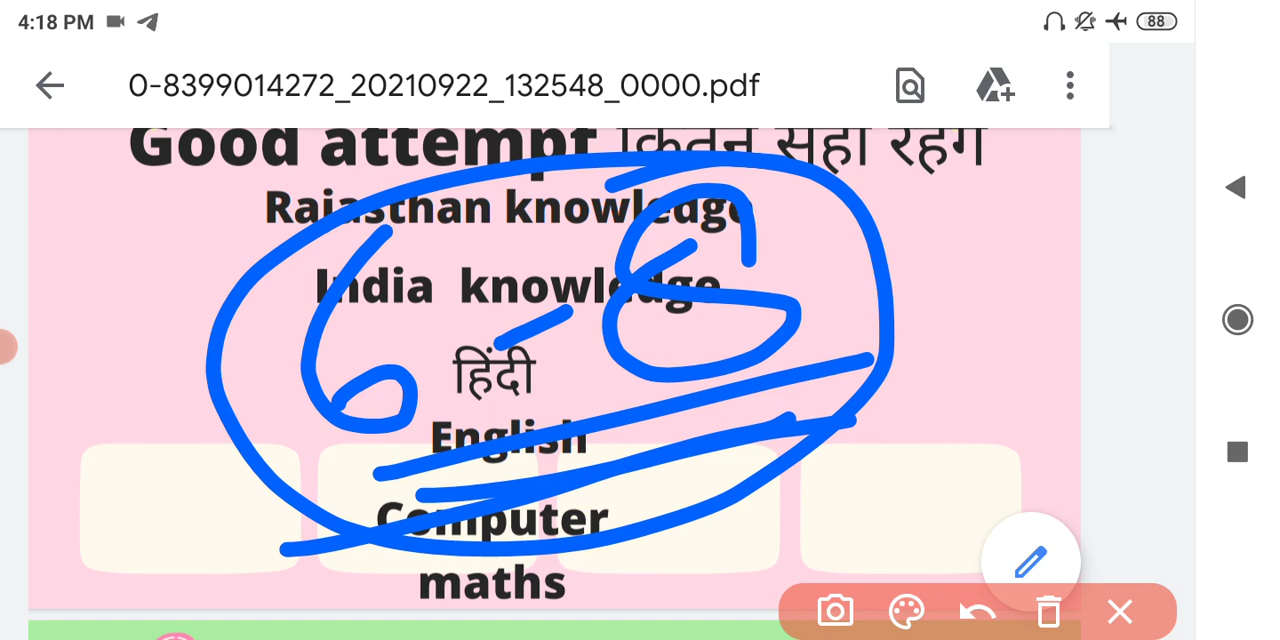 4:18 PM 88
0-8399014272_20210922_132548_0000.pdf
Good attempt कितने सही रहेंगे
Rajasthan knowledge
India knowledge
6 - 8
हिंदी
English
Computer
maths